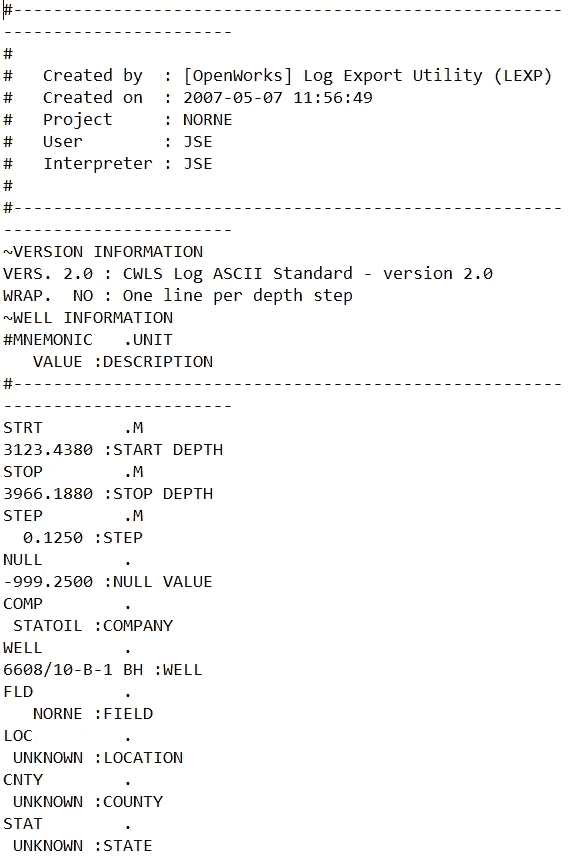 #------------------------------------------------------
-----------------------
#
#   Created by  : [OpenWorks] Log Export Utility (LEXP)
#   Created on  : 2007-05-07 11:56:49
#   Project     : NORNE
#   User        : JSE
#   Interpreter : JSE
#
#------------------------------------------------------
-----------------------
~VERSION INFORMATION
VERS. 2.0 : CWLS Log ASCII Standard - version 2.0
WRAP.  NO : One line per depth step
~WELL INFORMATION
#MNEMONIC   .UNIT
   VALUE :DESCRIPTION
#------------------------------------------------------
-----------------------
STRT        .M
3123.4380 :START DEPTH
STOP        .M
3966.1880 :STOP DEPTH
STEP        .M
  0.1250 :STEP
NULL        .
-999.2500 :NULL VALUE
COMP        .
 STATOIL :COMPANY
WELL        .
6608/10-B-1 BH :WELL
FLD         .
   NORNE :FIELD
LOC         .
 UNKNOWN :LOCATION
CNTY        .
 UNKNOWN :COUNTY
STAT        .
 UNKNOWN :STATE